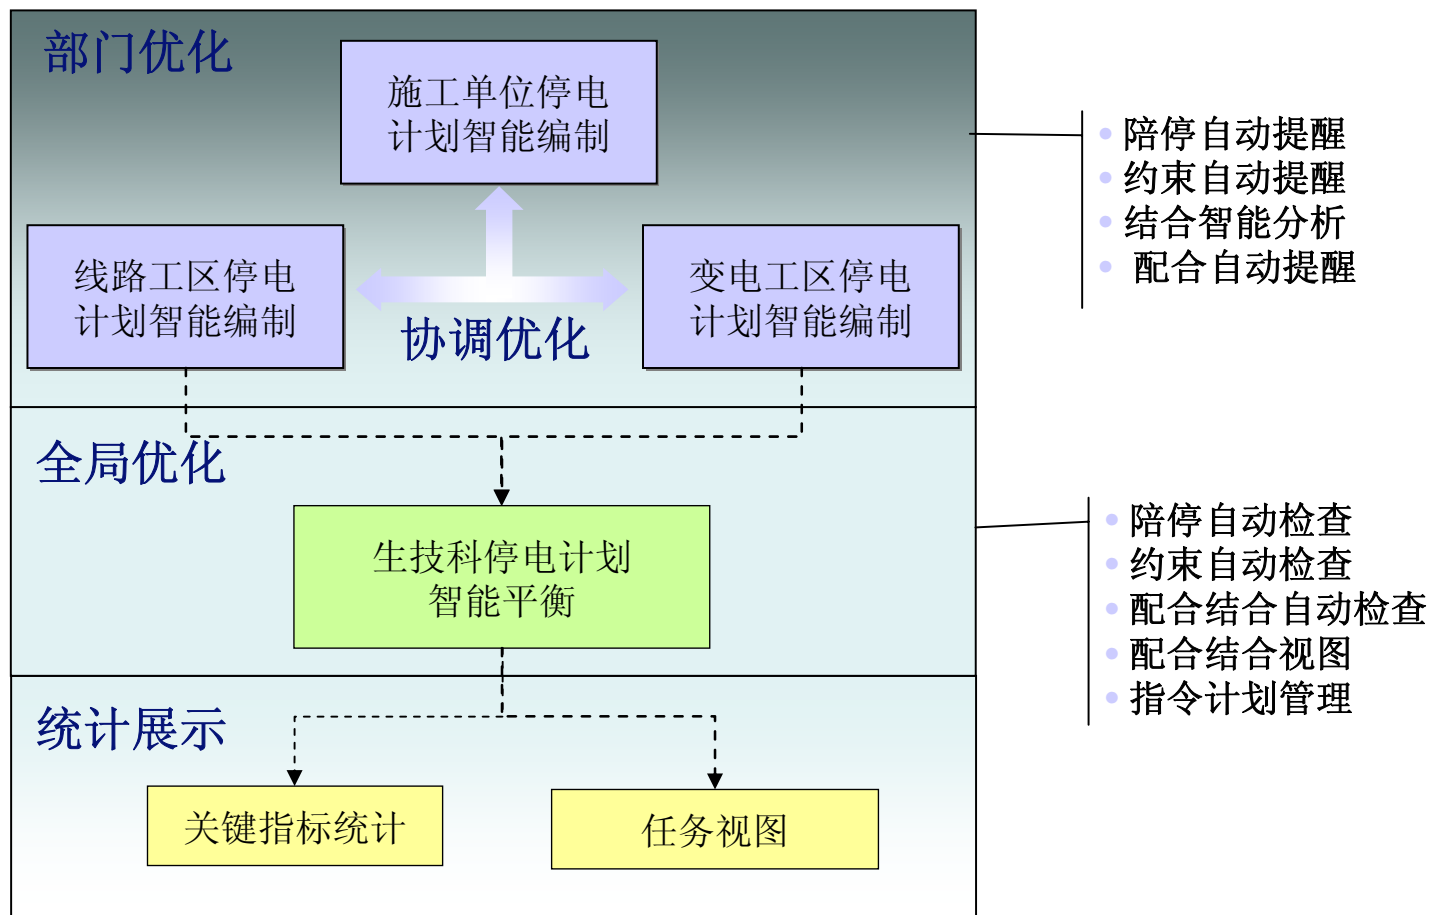 部门优化
施工单位停电
计划智能编制
线路工区停电
计划智能编制
变电工区停电
计划智能编制
协调优化
陪停自动提醒
约束自动提醒
结合智能分析
配合自动提醒
全局优化
生技科停电计划
智能平衡
陪停自动检查
约束自动检查
配合结合自动检查
配合结合视图
指令计划管理
统计展示
关键指标统计
任务视图